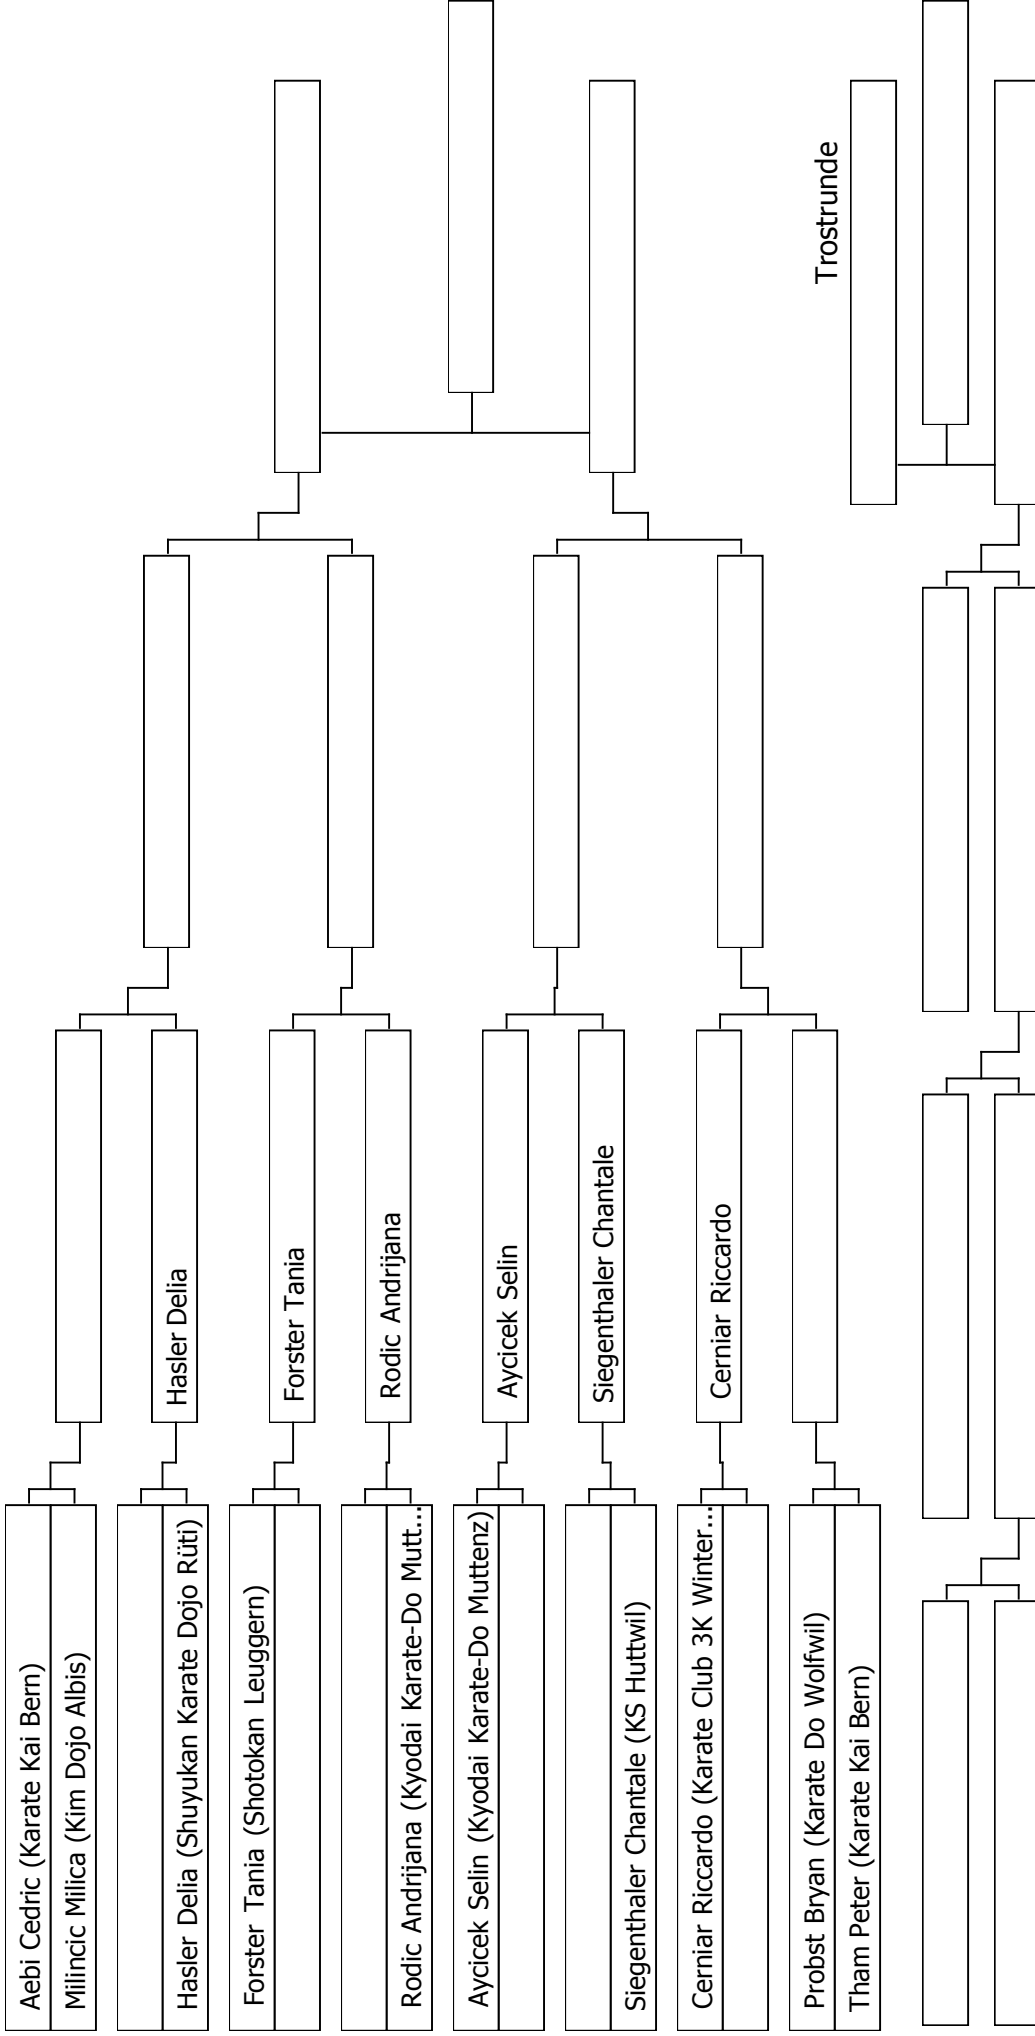 Aebi Cedric (Karate Kai Bern)
Milincic Milica (Kim Dojo Albis)
Hasler Delia (Shuyukan Karate Dojo Rüti)
Forster Tania (Shotokan Leuggern)
Rodic Andrijana (Kyodai Karate-Do Mutt...
Aycicek Selin (Kyodai Karate-Do Muttenz)
Siegenthaler Chantale (KS Huttwil)
Cerniar Riccardo (Karate Club 3K Winter...
Probst Bryan (Karate Do Wolfwil)
Tham Peter (Karate Kai Bern)
Hasler Delia
Forster Tania
Rodic Andrijana
Aycicek Selin
Siegenthaler Chantale
Cerniar Riccardo
Trostrunde